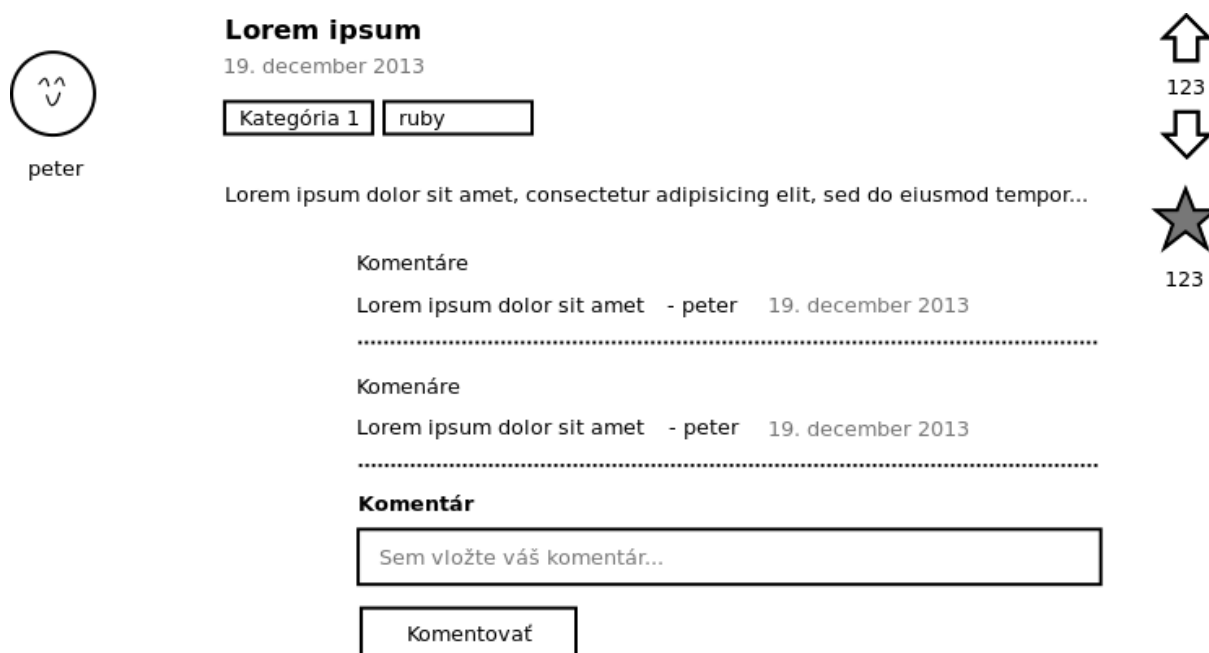 Lorem ipsum
19. december 2013
Kategória 1 ruby
peter
Lorem ipsum dolor sit amet, consectetur adipisicing elit, sed do eiusmod tempor...
123
123
Komentáre
Lorem ipsum dolor sit amet - peter 19. december 2013
Komenáre
Lorem ipsum dolor sit amet - peter 19. december 2013
Komentár
Sem vložte váš komentár...
Komentovať